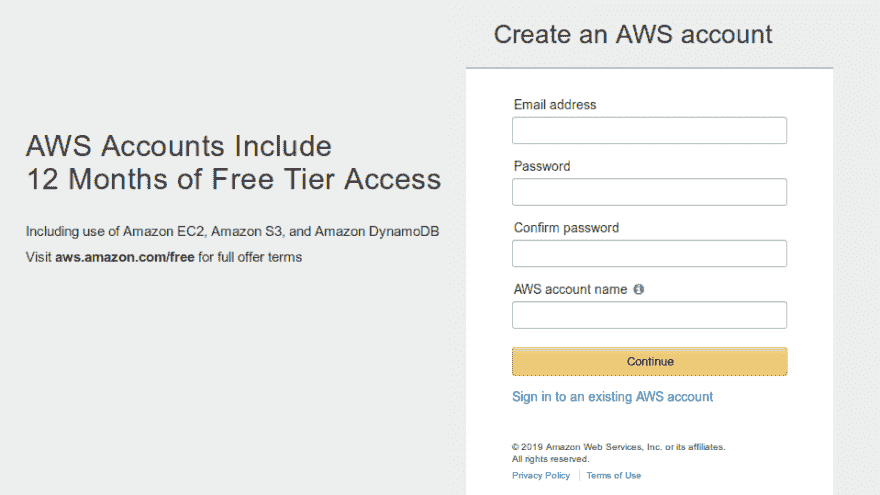 AWS Accounts Include
12 Months of Free Tier Access
Including use of Amazon EC2, Amazon S3, and Amazon DynamoDB
Visit aws.amazon.com/free for full offer terms
Create an AWS account
Email address
Password
Confirm password
AWS account name
Continue
Sign in to an existing AWS account
© 2019 Amazon Web Services, Inc. or its affiliates.
All rights reserved.
Privacy Policy | Terms of Use